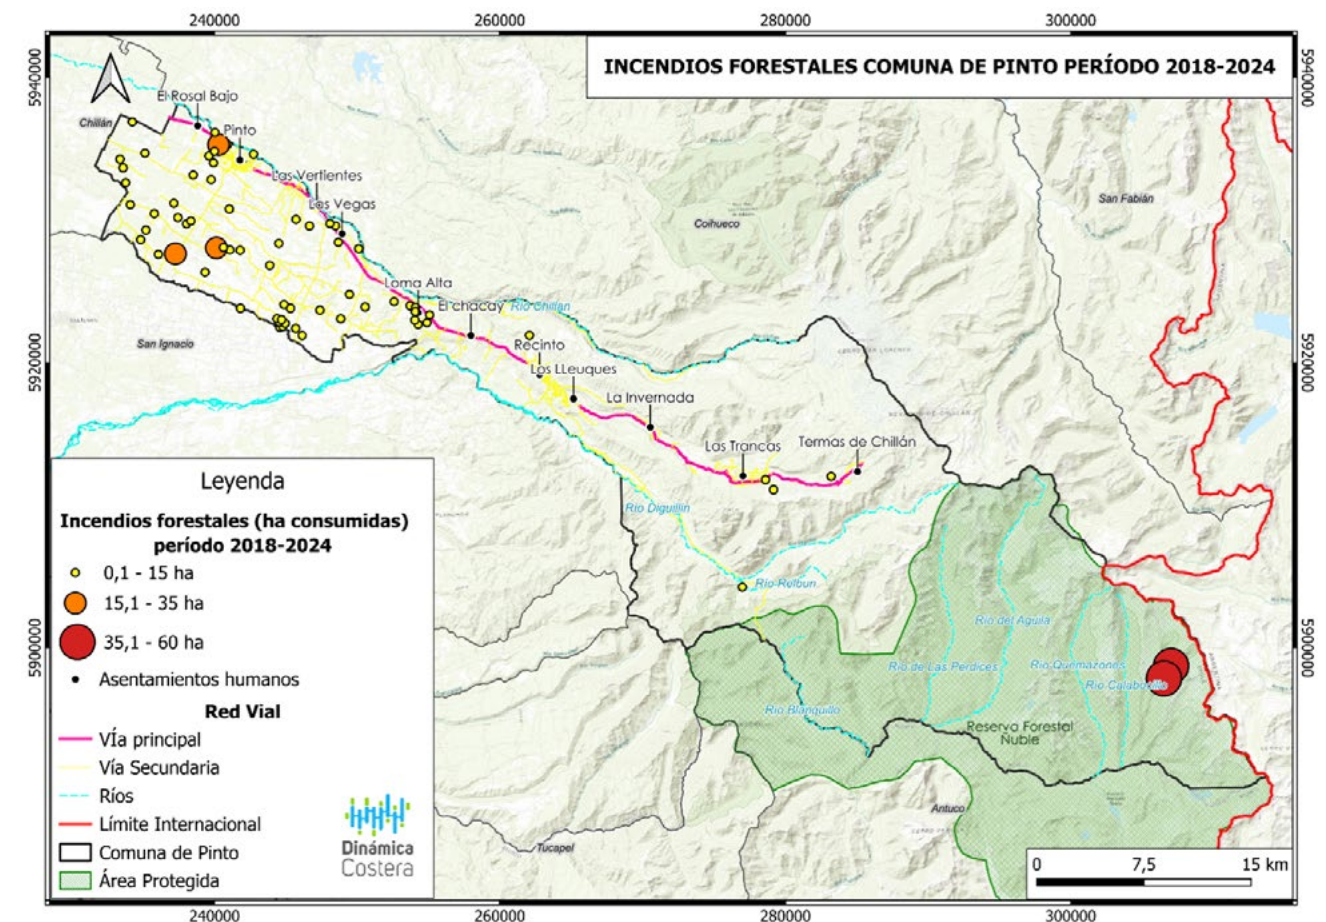 240000
260000
280000
300000
INCENDIOS FORESTALES COMUNA DE PINTO PERÍODO 2018-2024
5940000
5940000
El Rosal Bajo
Chillán
Pinto
Las Vertientes
Los Vegas
San Fabián
Coihueco
Loma Alta
El chacay
Río Chillán
San Ignacio
Recinto
5920000
5920000
Los LLeuques
La Invernada
Las Trancas
Termas de Chillán
Río Diguillín
Río Relbun
Río del Aguila
Río de Las Perdices
Río Quemazones
Río Blanquillo
Reserva Forestal
Ñuble
5900000
5900000
Antuco
Tucapel
Leyenda
Incendios forestales (ha consumidas)
período 2018-2024
0,1 - 15 ha
15,1 - 35 ha
35,1 - 60 ha
Asentamientos humanos
Red Vial
VÍa principal
Vía Secundaria
Ríos
Límite Internacional
Comuna de Pinto
Área Protegida
Dinámica
Costera
0 7,5 15 km
240000
260000
280000
300000